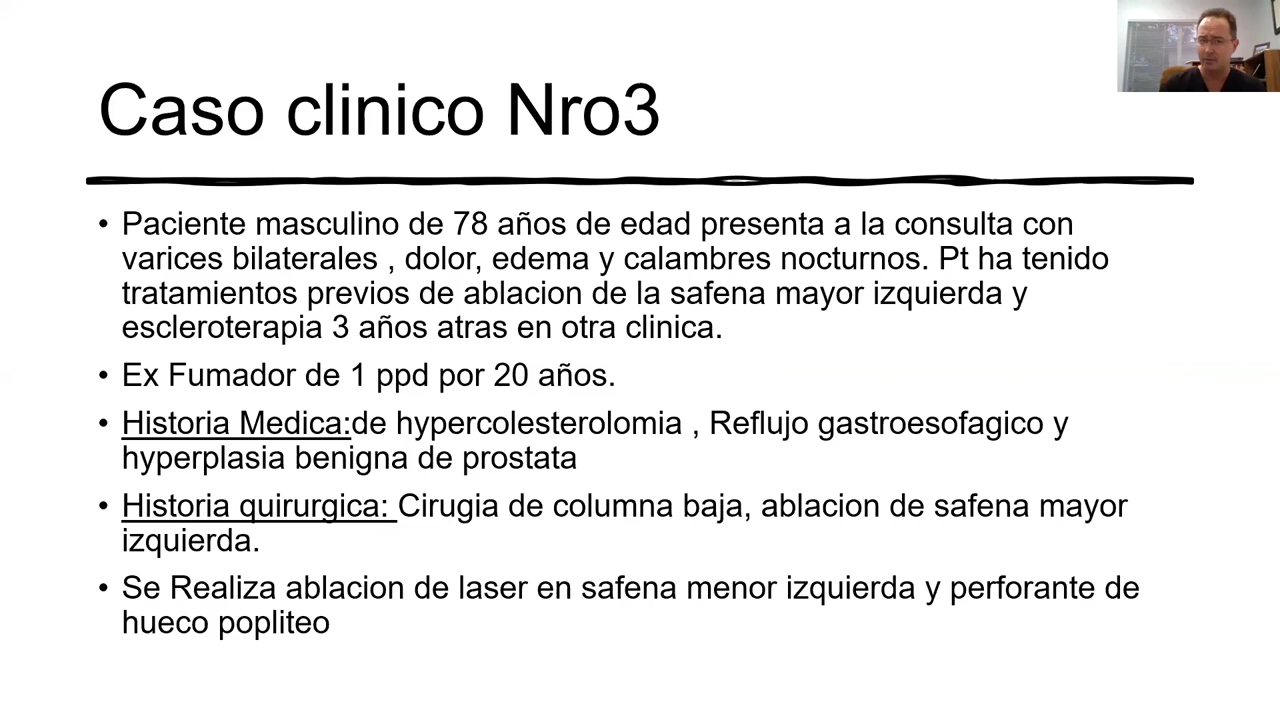 Caso clinico Nro3
• Paciente masculino de 78 años de edad presenta a la consulta con
varices bilaterales , dolor, edema y calambres nocturnos. Pt ha tenido
tratamientos previos de ablacion de la safena mayor izquierda y
escleroterapia 3 años atras en otra clinica.
• Ex Fumador de 1 ppd por 20 años.
• Historia Medica:de hypercolesterolomia , Reflujo gastroesofagico y
hyperplasia benigna de prostata
• Historia quirurgica: Cirugia de columna baja, ablacion de safena mayor
izquierda.
• Se Realiza ablacion de laser en safena menor izquierda y perforante de
hueco popliteo